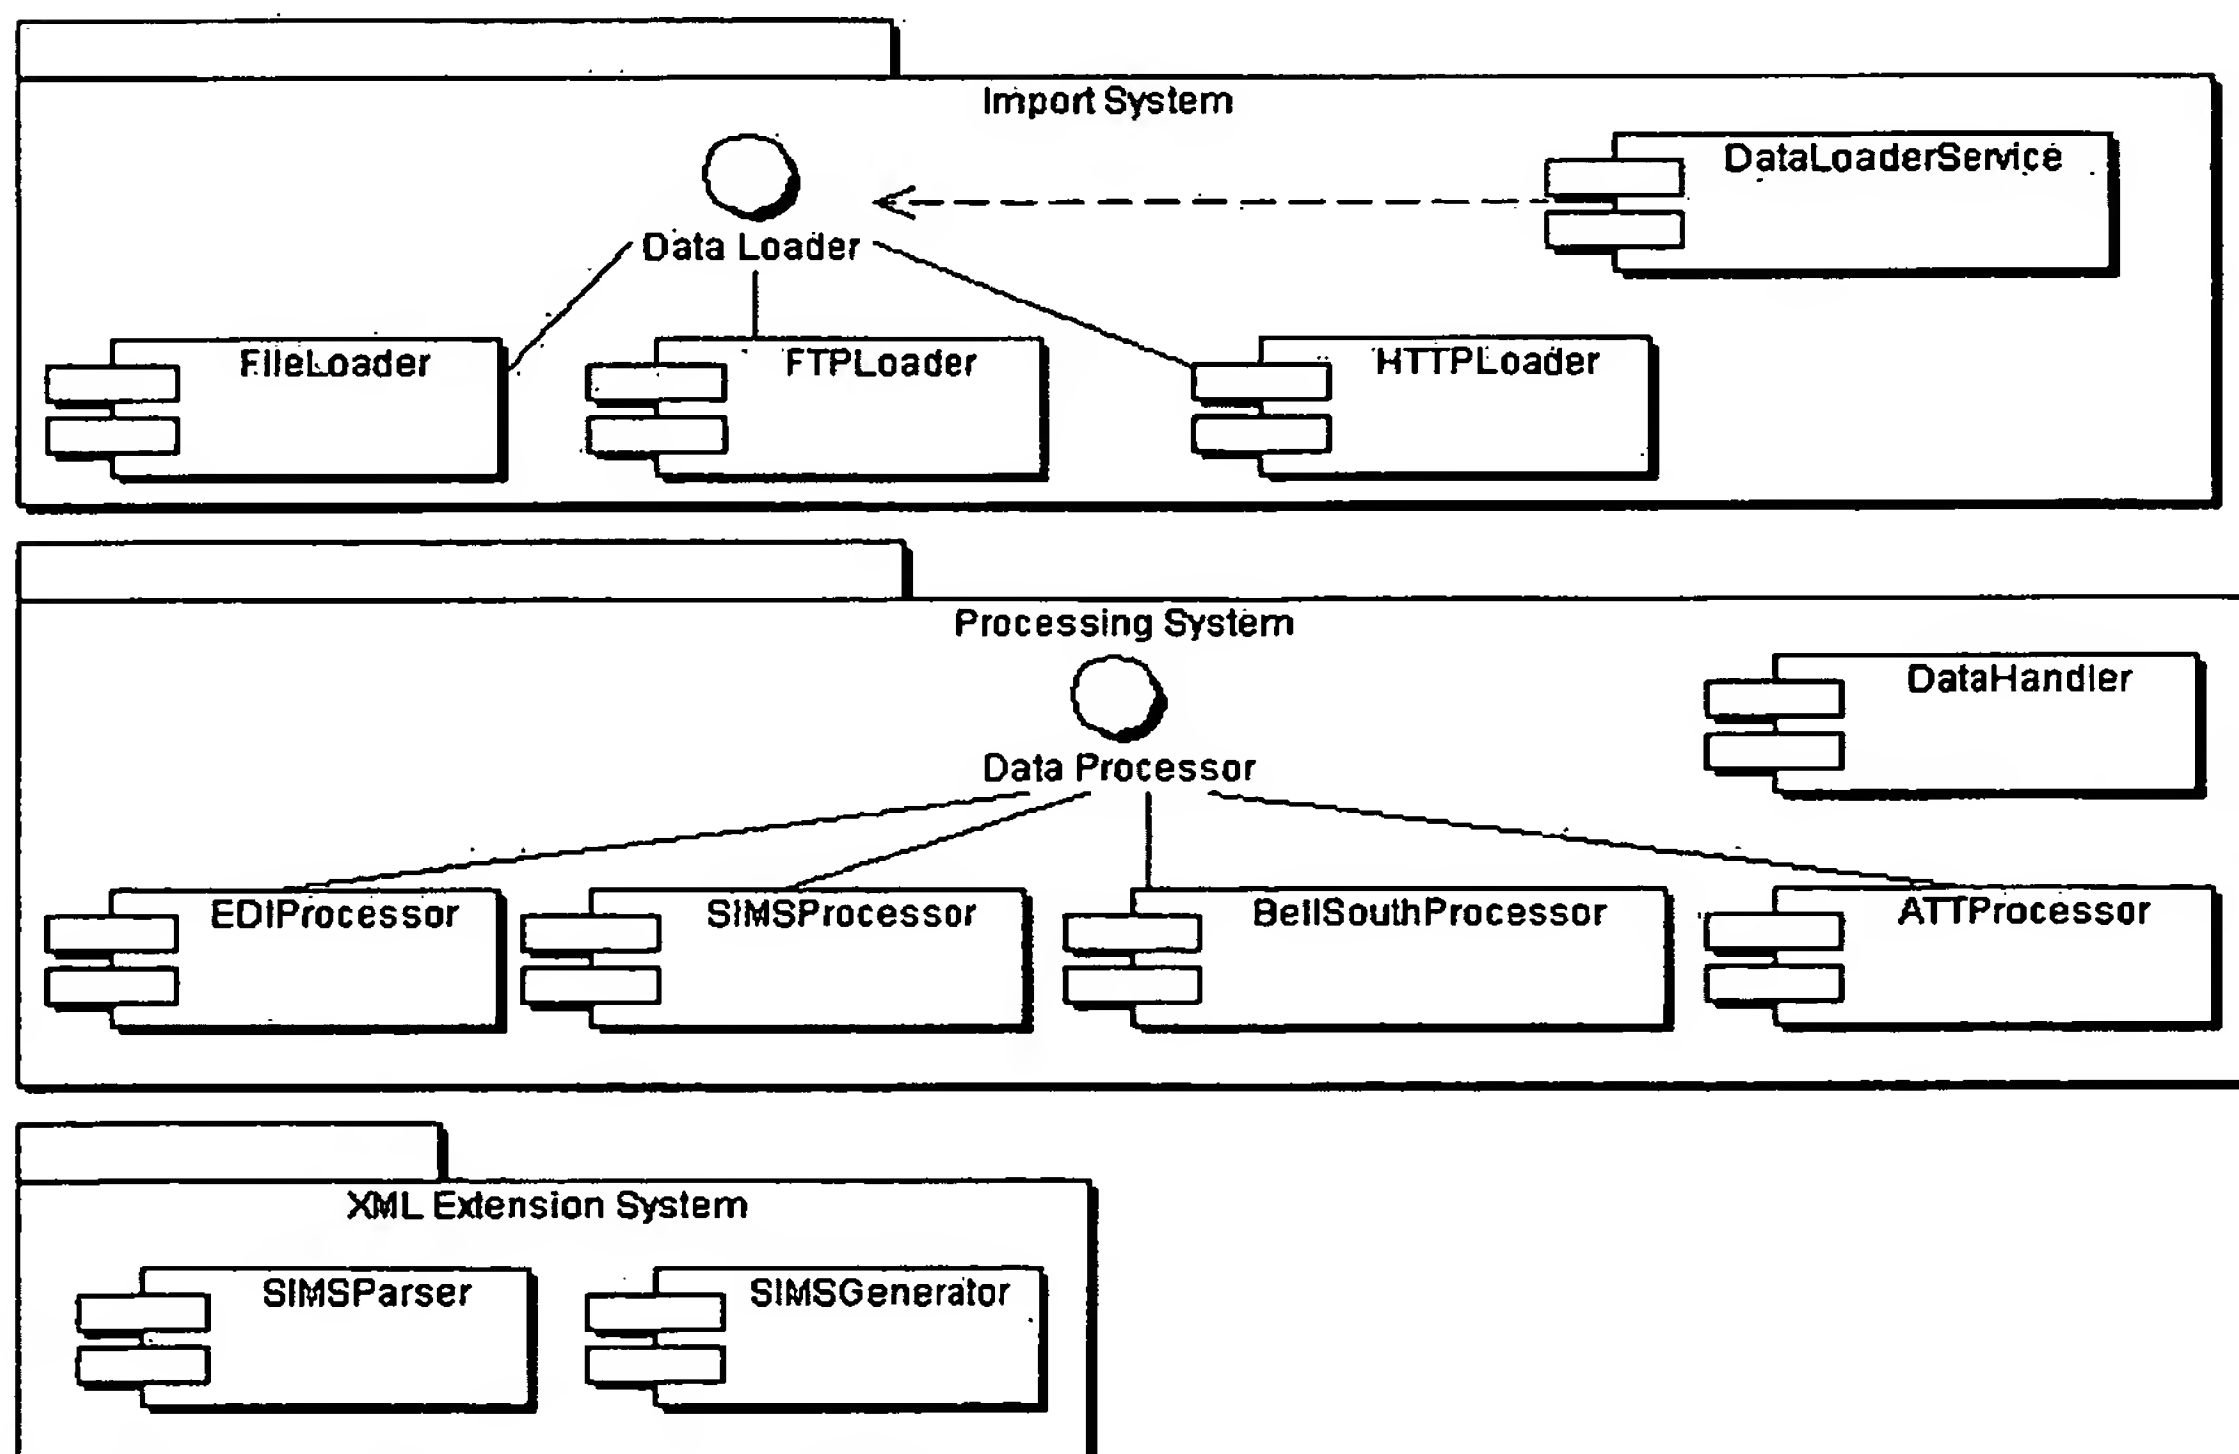 Import System
DataLoaderService
Data Loader
FileLoader
FTPLoader
HTTPLoader
Processing System
DataHandler
Data Processor
EDIProcessor
SIMSProcessor
BellSouthProcessor
ATTProcessor
XML Extension System
SIMSParser
SIMSGenerator